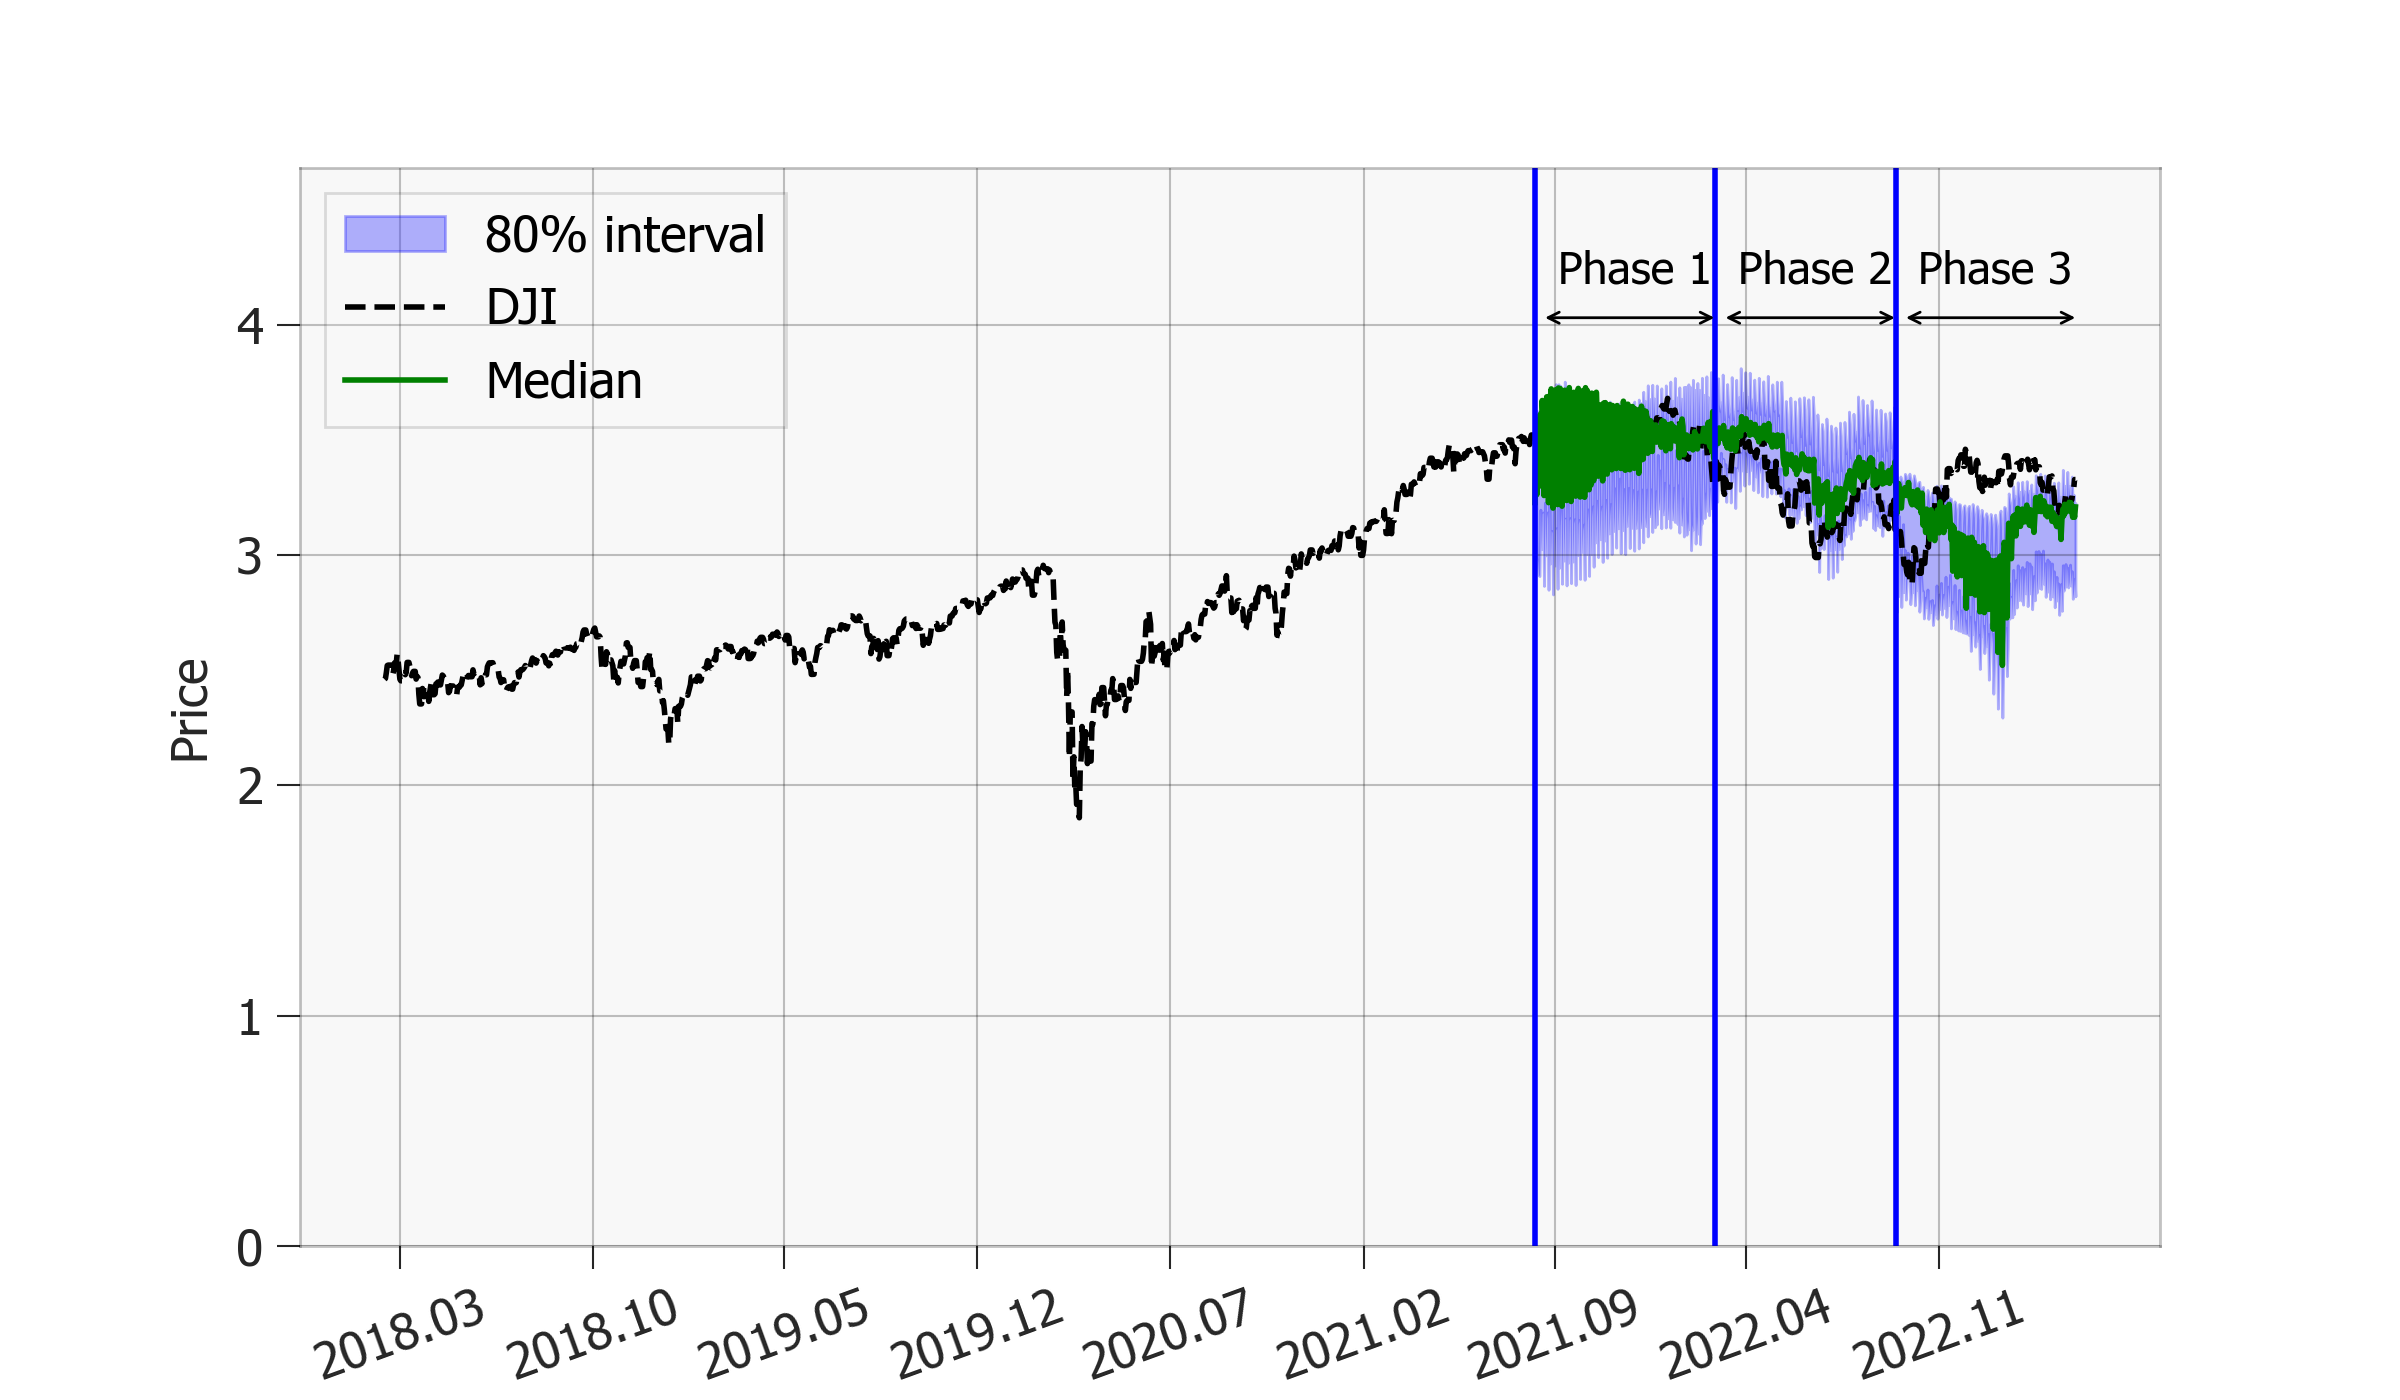 80% interval
DJI
Median
Phase 1
Phase 2
Phase 3
Price
4
3
2
1
0
2018.03
2018.10
2019.05
2019.12
2020.07
2021.02
2021.09
2022.04
2022.11